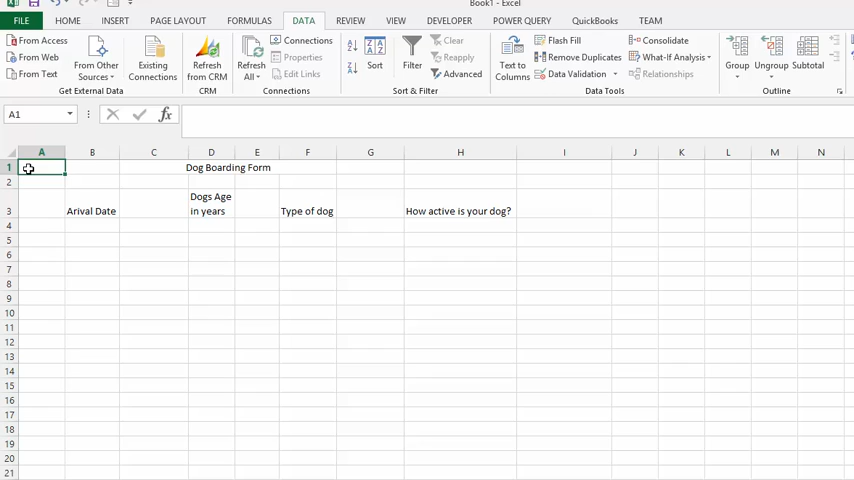 Book1 - Excel
FILE HOME INSERT PAGE LAYOUT FORMULAS DATA REVIEW VIEW DEVELOPER POWER QUERY QuickBooks TEAM
From Access
From Web
From Text
From Other Sources
Existing Connections
Get External Data
Refresh from CRM
CRM
Refresh All
Connections
Properties
Edit Links
Connections
Sort
Filter
Clear
Reapply
Advanced
Sort & Filter
Text to Columns
Flash Fill
Remove Duplicates
Data Validation
Consolidate
What-If Analysis
Relationships
Data Tools
Group
Ungroup
Subtotal
Outline
A1 fx
A B C D E F G H I J K L M N
1 Dog Boarding Form
2
Dogs Age
3 Arival Date in years Type of dog How active is your dog?
4
5
6
7
8
9
10
11
12
13
14
15
16
17
18
19
20
21